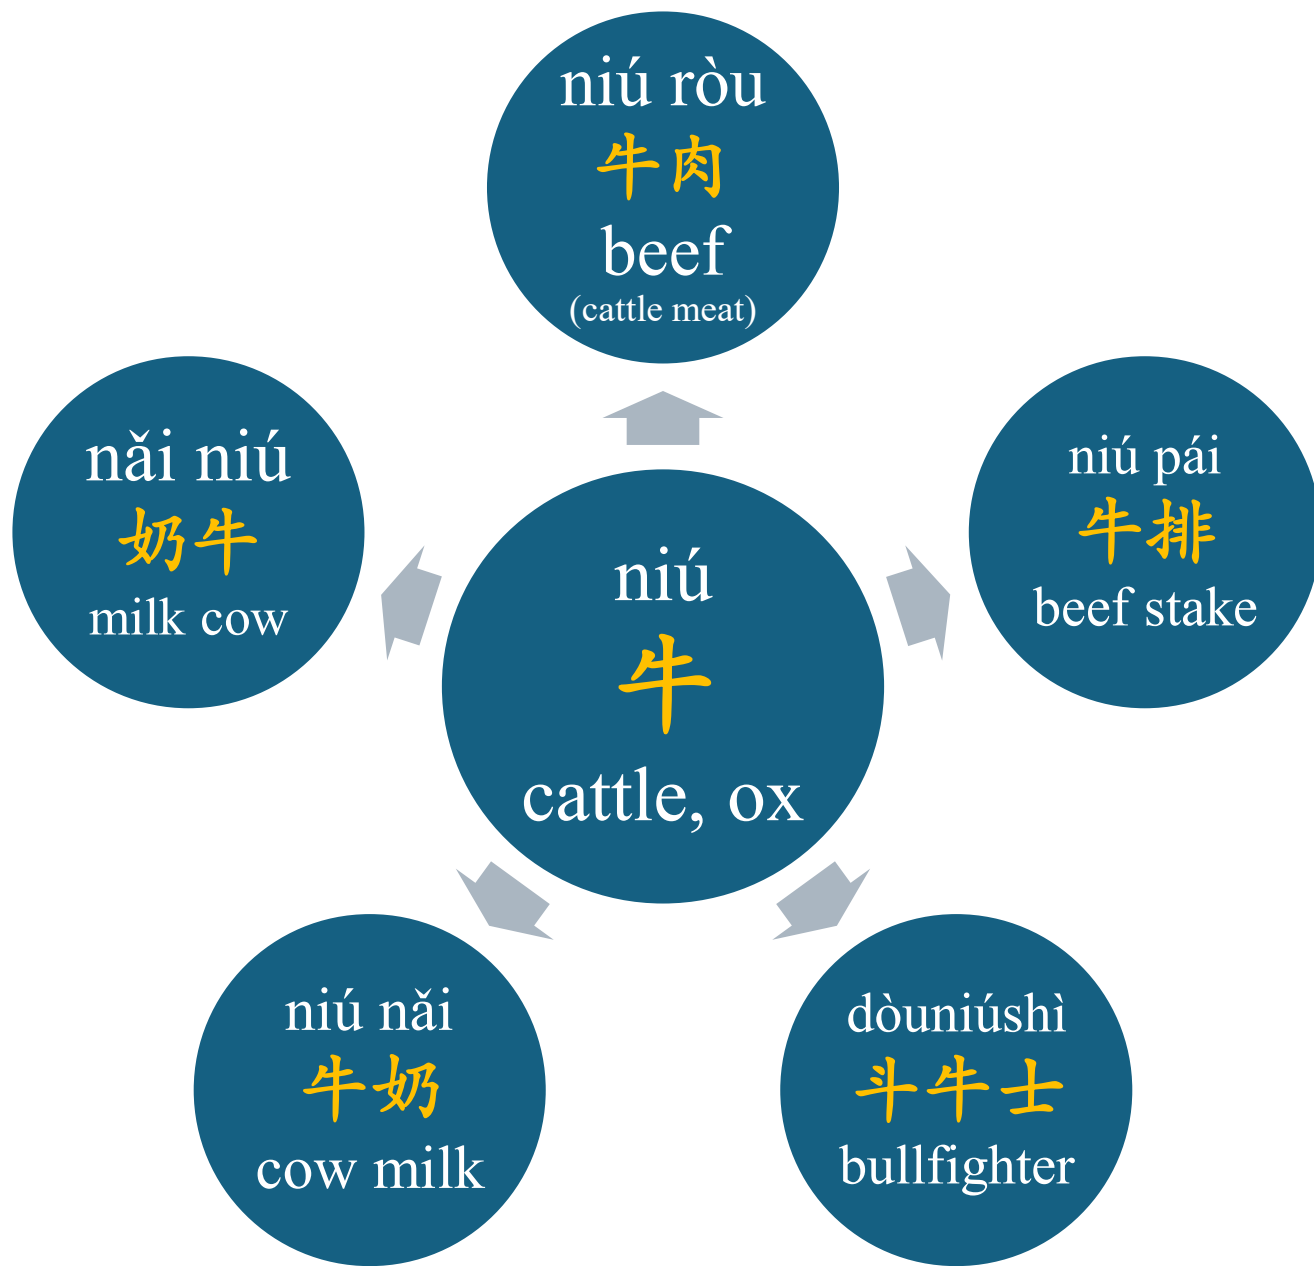 niú ròu
牛肉
beef
(cattle meat)
nǎi niú
奶牛
milk cow
niú pái
牛排
beef stake
niú
牛
cattle, ox
niú nǎi
牛奶
cow milk
dòuniúshì
斗牛士
bullfighter